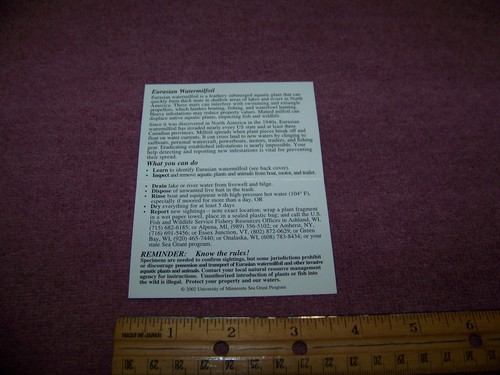 Eurasian Watermilfoil
Eurasian watermilfoil is a feathery submerged aquatic plant that can
quickly form thick mats in shallow areas of lakes and rivers in North
America. These mats can interfere with swimming and entangle
propellers, which hinders boating, fishing, and waterfowl hunting.
Heavy infestations may reduce property values. Matted milfoil can
displace native aquatic plants, impacting fish and wildlife.
Since it was discovered in North America in the 1940s, Eurasian
watermilfoil has invaded nearly every US state and at least three
Canadian provinces. Milfoil spreads when plant pieces break off and
float on water currents. It can cross land to new waters by clinging to
sailboats, personal watercraft, powerboats, motors, trailers, and fishing
gear. Eradicating established infestations is nearly impossible. Your
help detecting and reporting new infestations is vital for preventing
their spread.
What you can do
• Learn to identify Eurasian watermilfoil (see back cover).
• Inspect and remove aquatic plants and animals from boat, motor, and trailer.
• Drain lake or river water from livewell and bilge.
• Dispose of unwanted live bait in the trash.
• Rinse boat and equipment with high-pressure hot water (104° F),
especially if moored for more than a day, OR
• Dry everything for at least 5 days.
• Report new sightings – note exact location; wrap a plant fragment
in a wet paper towel, place in a sealed plastic bag; and call the U.S.
Fish and Wildlife Service Fishery Resources Offices in Ashland, WI,
(715) 682-6185; or Alpena, MI, (989) 356-5102; or Amherst, NY,
(716) 691-5456; or Essex Junction, VT, (802) 872-0629; or Green
Bay, WI, (920) 465-7440; or Onalaska, WI, (608) 783-8434; or your
state Sea Grant program.
REMINDER: Know the rules!
Specimens are needed to confirm sightings, but some jurisdictions prohibit
or discourage possession and transport of Eurasian watermilfoil and other invasive
aquatic plants and animals. Contact your local natural resource management
agency for instructions. Unauthorized introduction of plants or fish into
the wild is illegal. Protect your property and our waters.
© 2002 University of Minnesota Sea Grant Program
1 2 3 4 5 6
30 29 28 27 26 25 24 23 22 21 20 19 18 17 16 15